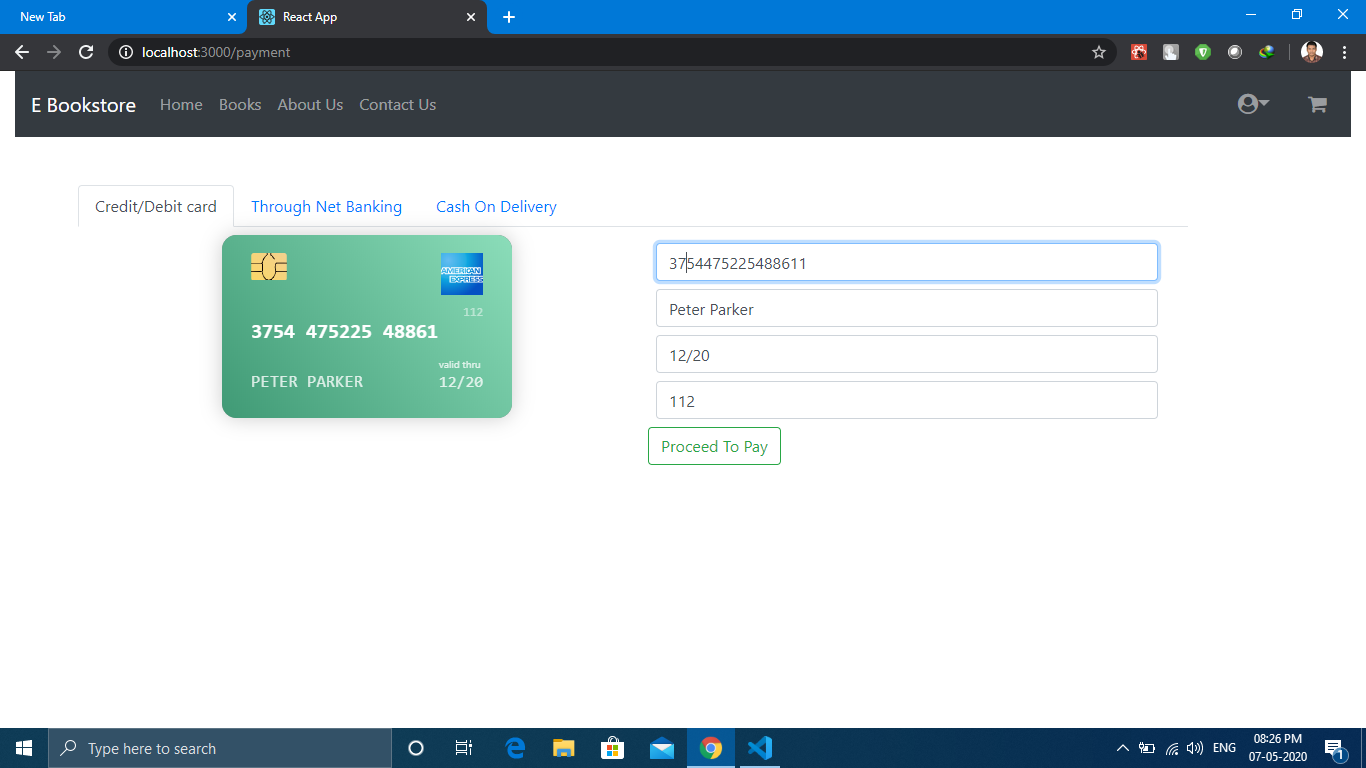 New Tab
React App
localhost:3000/payment
E Bookstore Home Books About Us Contact Us
Credit/Debit card Through Net Banking Cash On Delivery
AMERICAN
EXPRESS
112
3754 475225 48861
valid thru
PETER PARKER 12/20
3754475225488611
Peter Parker
12/20
112
Proceed To Pay
Type here to search
ENG
08:26 PM
07-05-2020
1